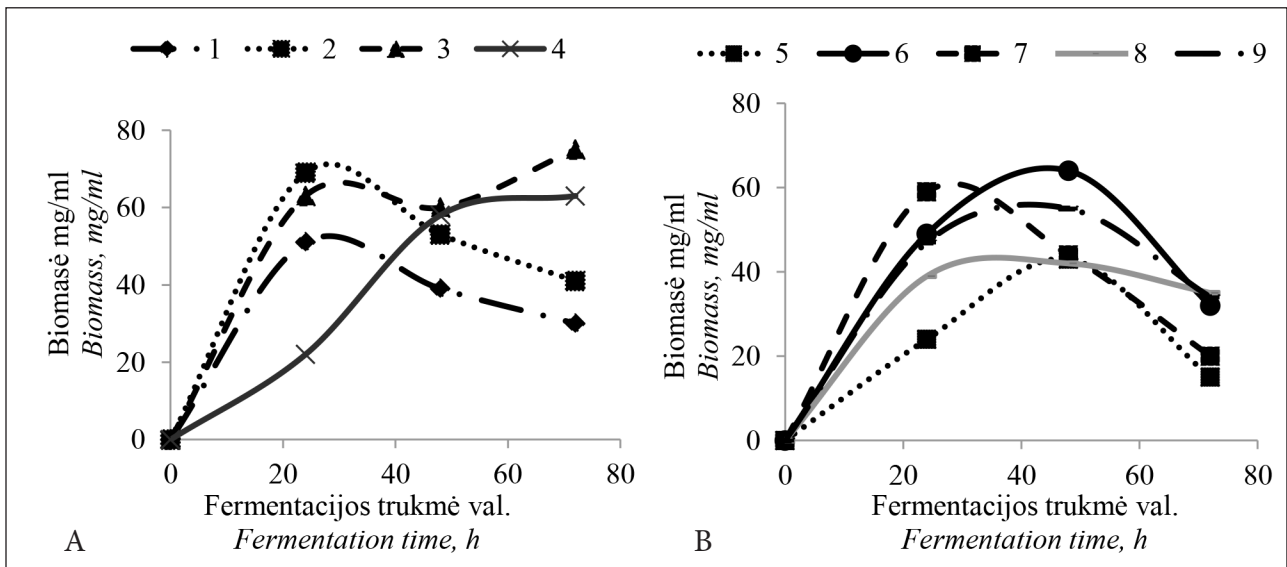 1 2 3 4
80
60
40
20
0
Biomasė mg/ml
Biomass, mg/ml
0 20 40 60 80
Fermentacijos trukmė val.
Fermentation time, h
A
5 6 7 8 9
80
60
40
20
0
Biomasė mg/ml
Biomass, mg/ml
0 20 40 60 80
Fermentacijos trukmė val.
Fermentation time, h
B